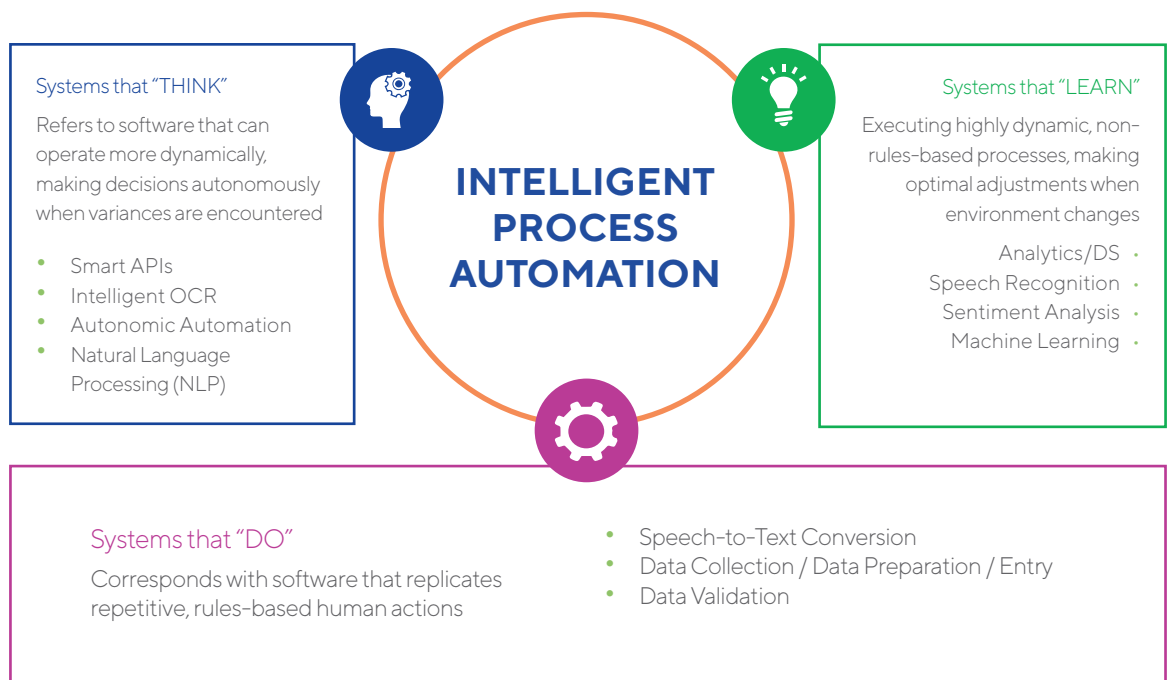 Systems that “THINK”
Refers to software that can
operate more dynamically,
making decisions autonomously
when variances are encountered
• Smart APIs
• Intelligent OCR
• Autonomic Automation
• Natural Language
Processing (NLP)
INTELLIGENT
PROCESS
AUTOMATION
Systems that “LEARN”
Executing highly dynamic, non-
rules-based processes, making
optimal adjustments when
environment changes
Analytics/DS •
Speech Recognition •
Sentiment Analysis •
Machine Learning •
Systems that “DO”
Corresponds with software that replicates
repetitive, rules-based human actions
• Speech-to-Text Conversion
• Data Collection / Data Preparation / Entry
• Data Validation